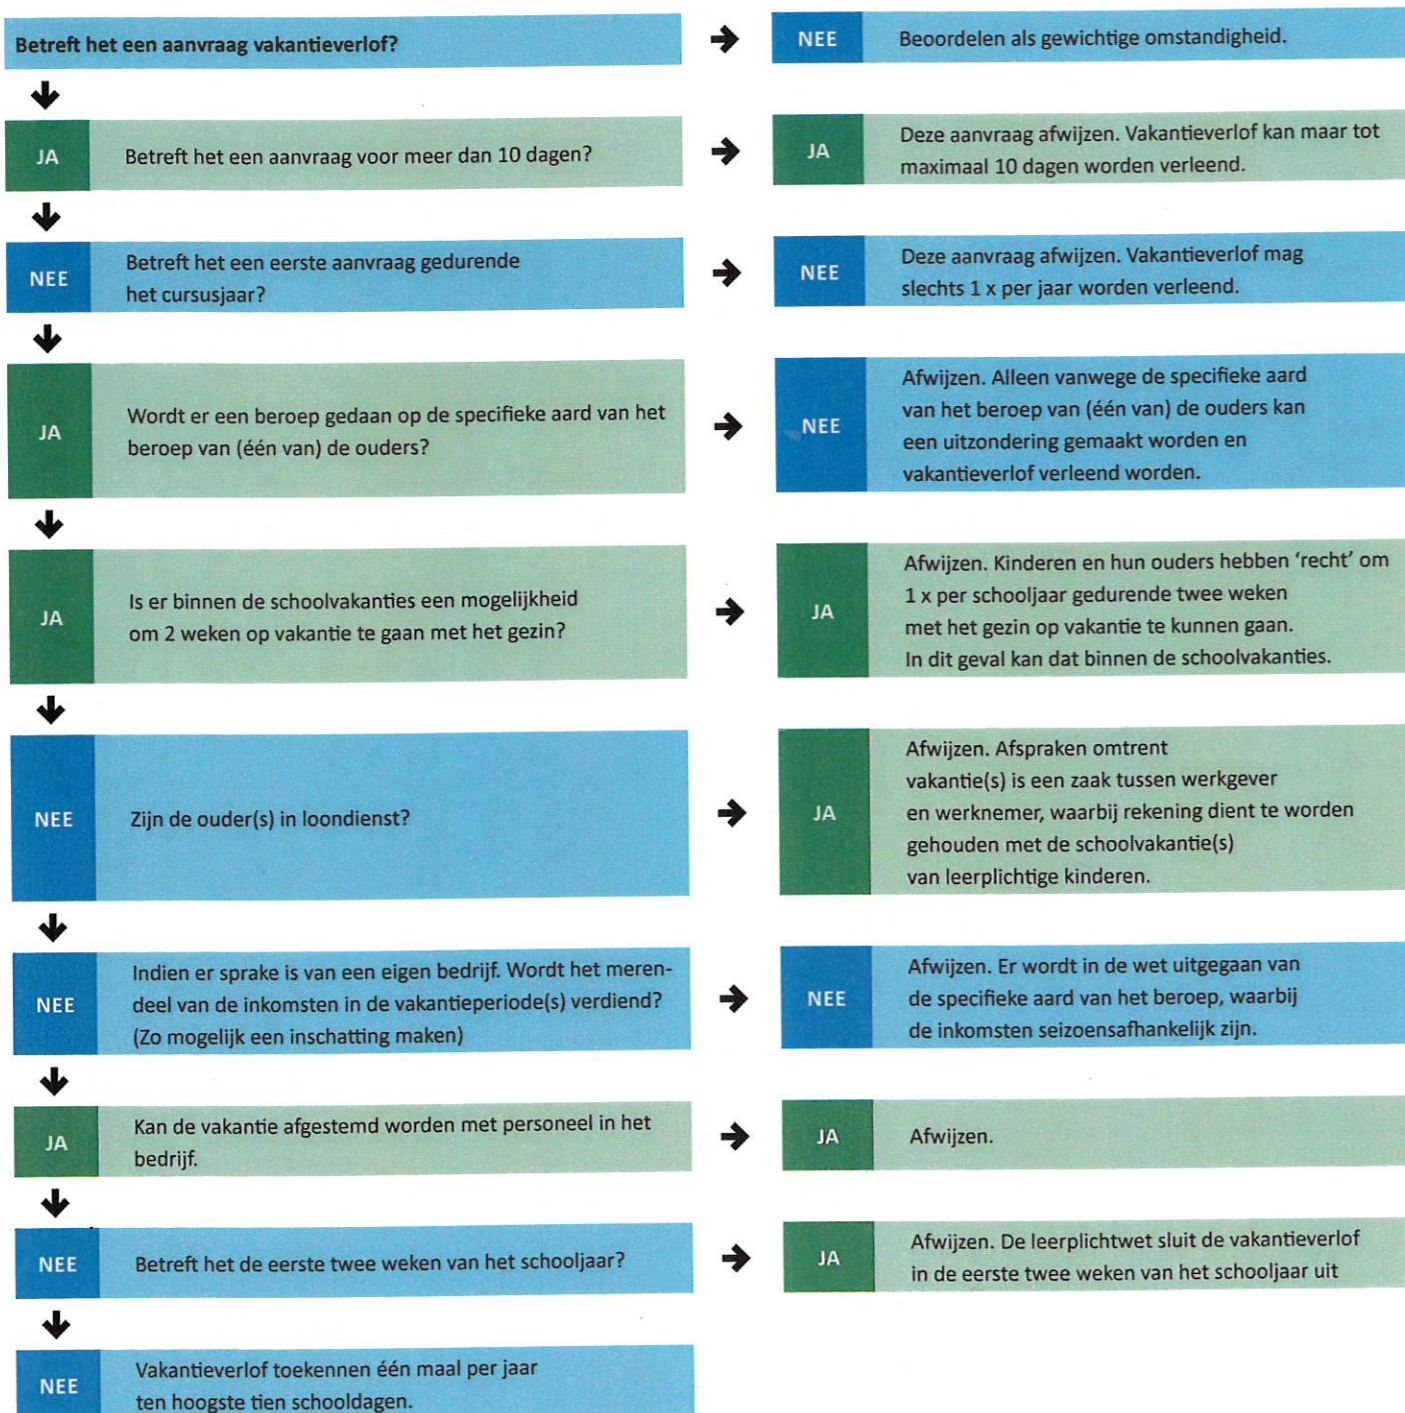 Betreft het een aanvraag vakantieverlof?
NEE
Beoordelen als gewichtige omstandigheid.
JA
Betreft het een aanvraag voor meer dan 10 dagen?
JA
Deze aanvraag afwijzen. Vakantieverlof kan maar tot
maximaal 10 dagen worden verleend.
NEE
Betreft het een eerste aanvraag gedurende
het cursusjaar?
NEE
Deze aanvraag afwijzen. Vakantieverlof mag
slechts 1 x per jaar worden verleend.
JA
Wordt er een beroep gedaan op de specifieke aard van het
beroep van (één van) de ouders?
NEE
Afwijzen. Alleen vanwege de specifieke aard
van het beroep van (één van) de ouders kan
een uitzondering gemaakt worden en
vakantieverlof verleend worden.
JA
Is er binnen de schoolvakanties een mogelijkheid
om 2 weken op vakantie te gaan met het gezin?
JA
Afwijzen. Kinderen en hun ouders hebben ‘recht’ om
1 x per schooljaar gedurende twee weken
met het gezin op vakantie te kunnen gaan.
In dit geval kan dat binnen de schoolvakanties.
NEE
Zijn de ouder(s) in loondienst?
JA
Afwijzen. Afspraken omtrent
vakantie(s) is een zaak tussen werkgever
en werknemer, waarbij rekening dient te worden
gehouden met de schoolvakantie(s)
van leerplichtige kinderen.
NEE
Indien er sprake is van een eigen bedrijf. Wordt het meren-
deel van de inkomsten in de vakantieperiode(s) verdiend?
(Zo mogelijk een inschatting maken)
NEE
Afwijzen. Er wordt in de wet uitgegaan van
de specifieke aard van het beroep, waarbij
de inkomsten seizoensafhankelijk zijn.
JA
Kan de vakantie afgestemd worden met personeel in het
bedrijf.
JA
Afwijzen.
NEE
Betreft het de eerste twee weken van het schooljaar?
JA
Afwijzen. De leerplichtwet sluit de vakantieverlof
in de eerste twee weken van het schooljaar uit
NEE
Vakantieverlof toekennen één maal per jaar
ten hoogste tien schooldagen.